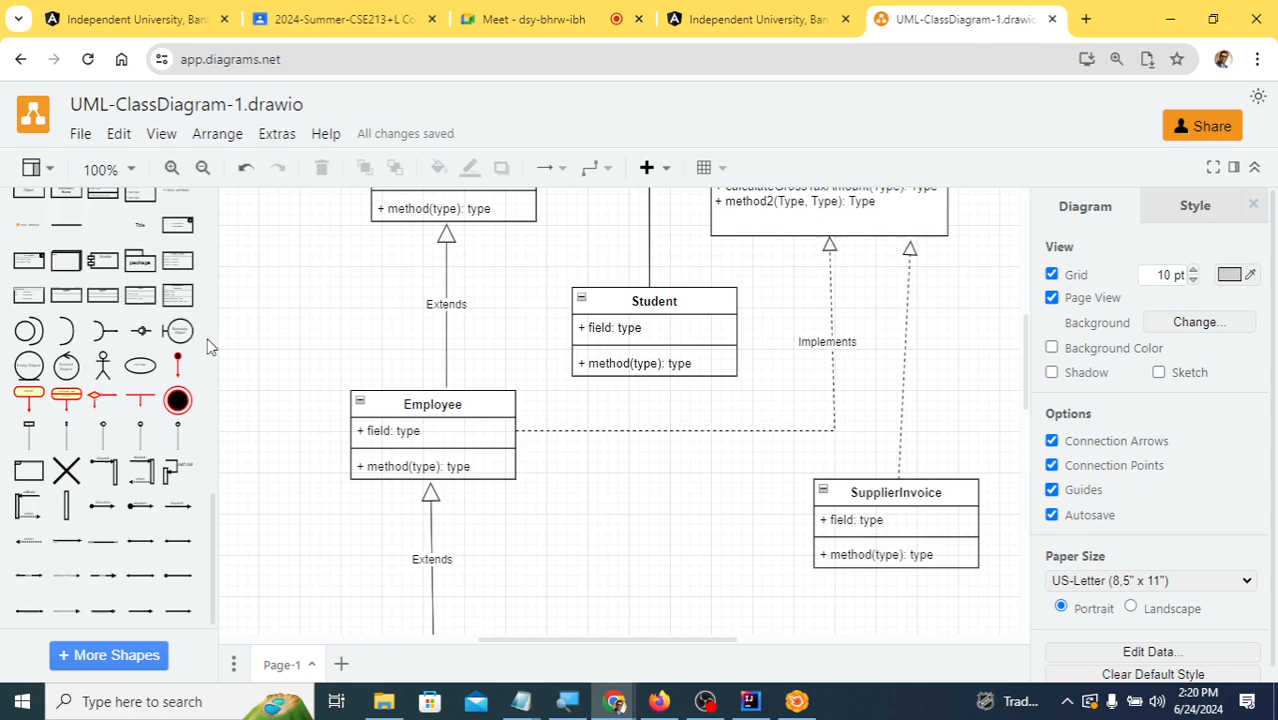 Independent University, Ban
2024-Summer-CSE213+L Co
Meet - dsy-bhrw-ibh
Independent University, Ban
UML-ClassDiagram-1.drawio
app.diagrams.net
UML-ClassDiagram-1.drawio
File Edit View Arrange Extras Help All changes saved
Share
100%
Title
package
+ More Shapes
+ method(type): type
Extends
Employee
+ field: type
+ method(type): type
Extends
Student
+ field: type
+ method(type): type
+ calculateGrossTaxAmount(Type): Type
+ method2(Type, Type): Type
Implements
SupplierInvoice
+ field: type
+ method(type): type
Page-1
Diagram Style
View
Grid 10 pt
Page View
Background Change...
Background Color
Shadow Sketch
Options
Connection Arrows
Connection Points
Guides
Autosave
Paper Size
US-Letter (8,5" x 11")
Portrait Landscape
Edit Data...
Clear Default Style
Type here to search
Trad...
2:20 PM
6/24/2024